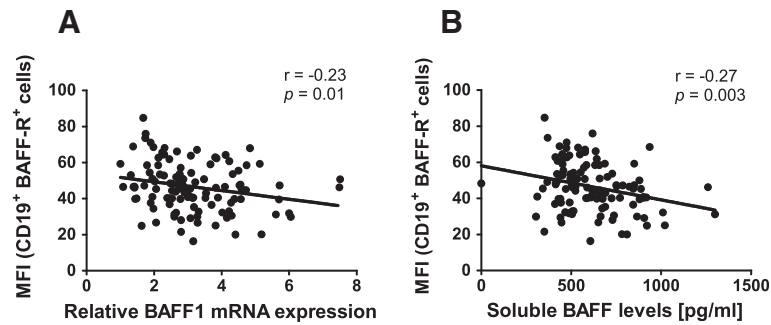 A
r = -0.23
p = 0.01
MFI (CD19+ BAFF-R+ cells)
100
80
60
40
20
0
0 2 4 6 8
Relative BAFF1 mRNA expression
B
r = -0.27
p = 0.003
MFI (CD19+ BAFF-R+ cells)
100
80
60
40
20
0
0 500 1000 1500
Soluble BAFF levels [pg/ml]